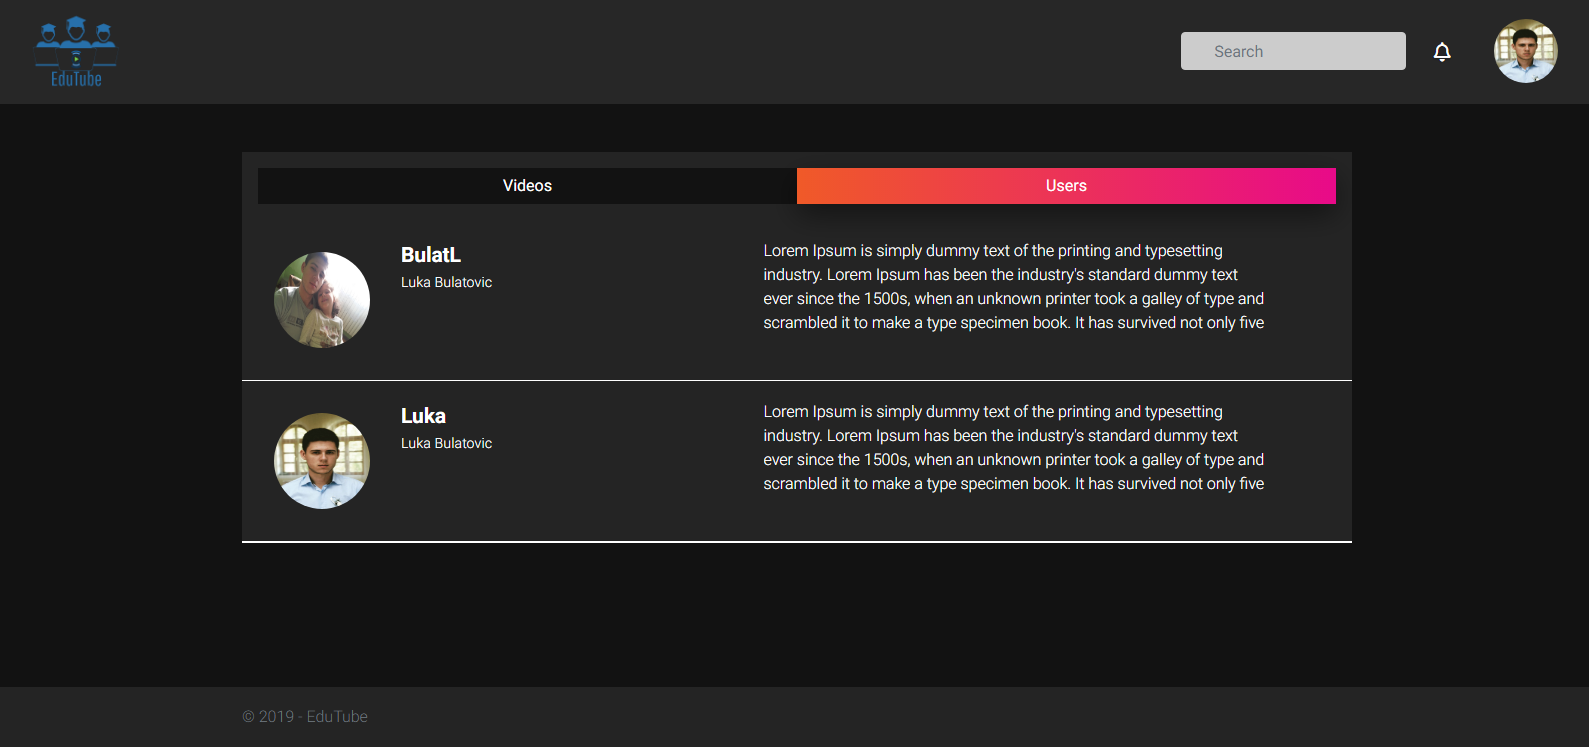 EduTube
Search
Videos
Users
BulatL
Luka Bulatovic
Lorem Ipsum is simply dummy text of the printing and typesetting
industry. Lorem Ipsum has been the industry's standard dummy text
ever since the 1500s, when an unknown printer took a galley of type and
scrambled it to make a type specimen book. It has survived not only five
Luka
Luka Bulatovic
Lorem Ipsum is simply dummy text of the printing and typesetting
industry. Lorem Ipsum has been the industry's standard dummy text
ever since the 1500s, when an unknown printer took a galley of type and
scrambled it to make a type specimen book. It has survived not only five
© 2019 - EduTube